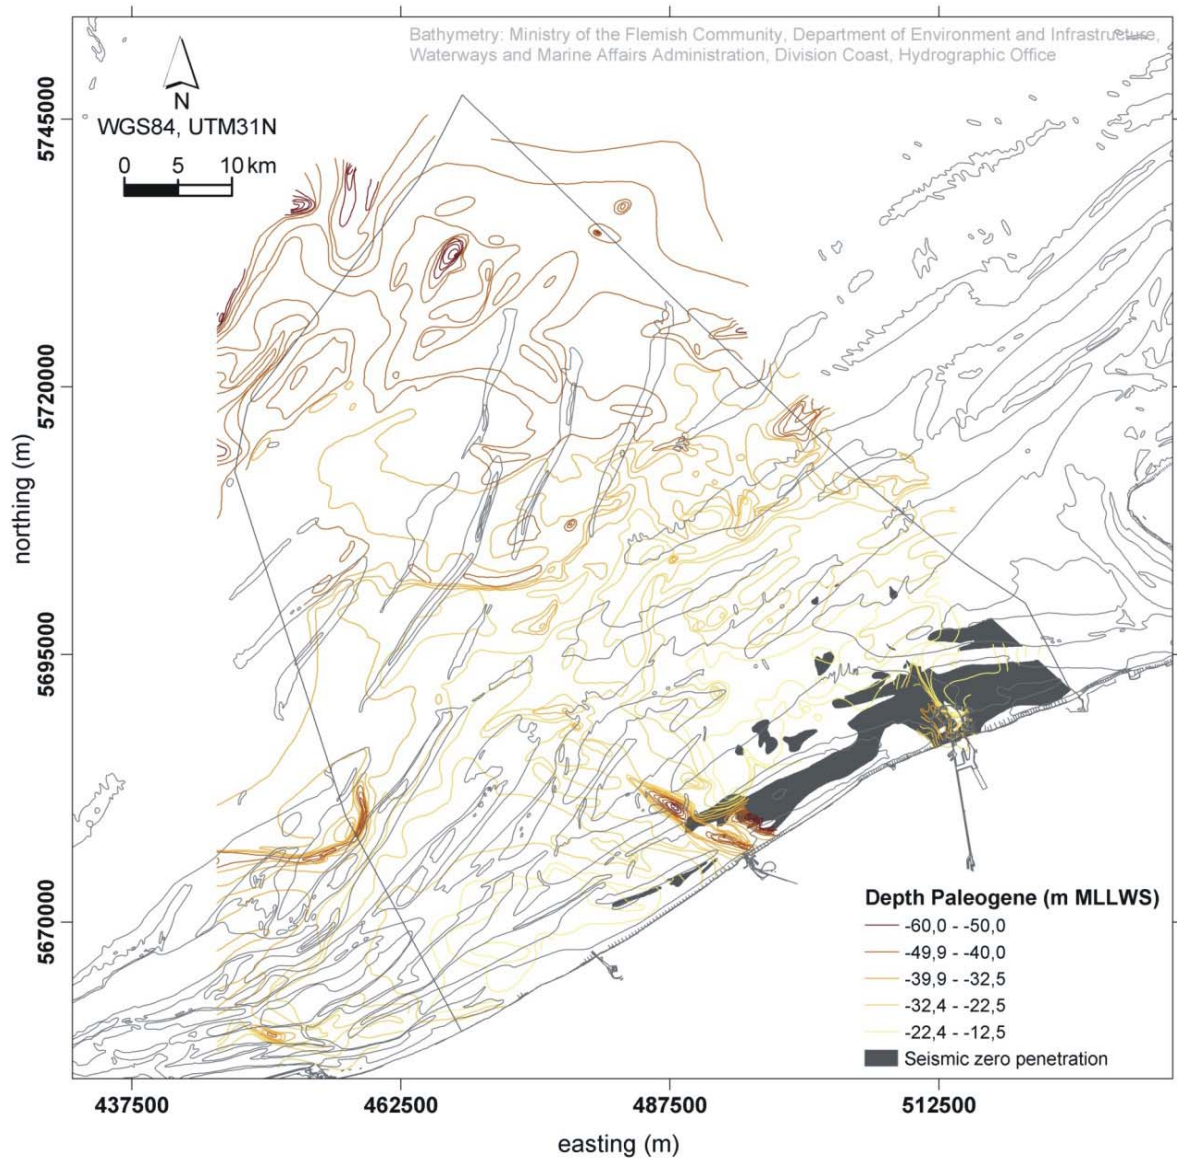 Bathymetry: Ministry of the Flemish Community, Department of Environment and Infrastructure,
Waterways and Marine Affairs Administration, Division Coast, Hydrographic Office
N
WGS84, UTM31N
0 5 10 km
5745000
5720000
5695000
5670000
northing (m)
Depth Paleogene (m MLLWS)
-60,0 - -50,0
-49,9 - -40,0
-39,9 - -32,5
-32,4 - -22,5
-22,4 - -12,5
Seismic zero penetration
437500 462500 487500 512500
easting (m)